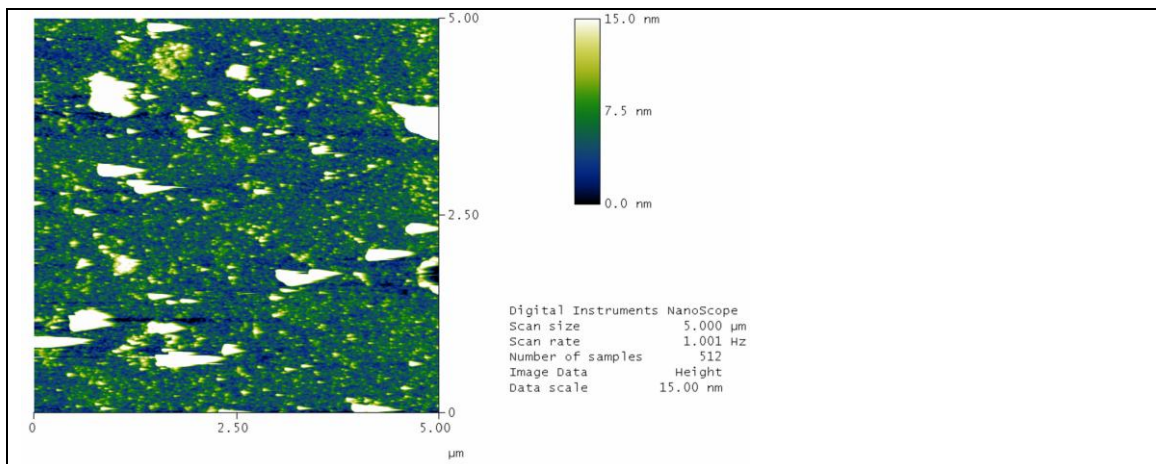 5.00
15.0 nm
7.5 nm
0.0 nm
2.50
Digital Instruments NanoScope
Scan size 5.000 µm
Scan rate 1.001 Hz
Number of samples 512
Image Data Height
Data scale 15.00 nm
0
0 2.50 5.00
µm